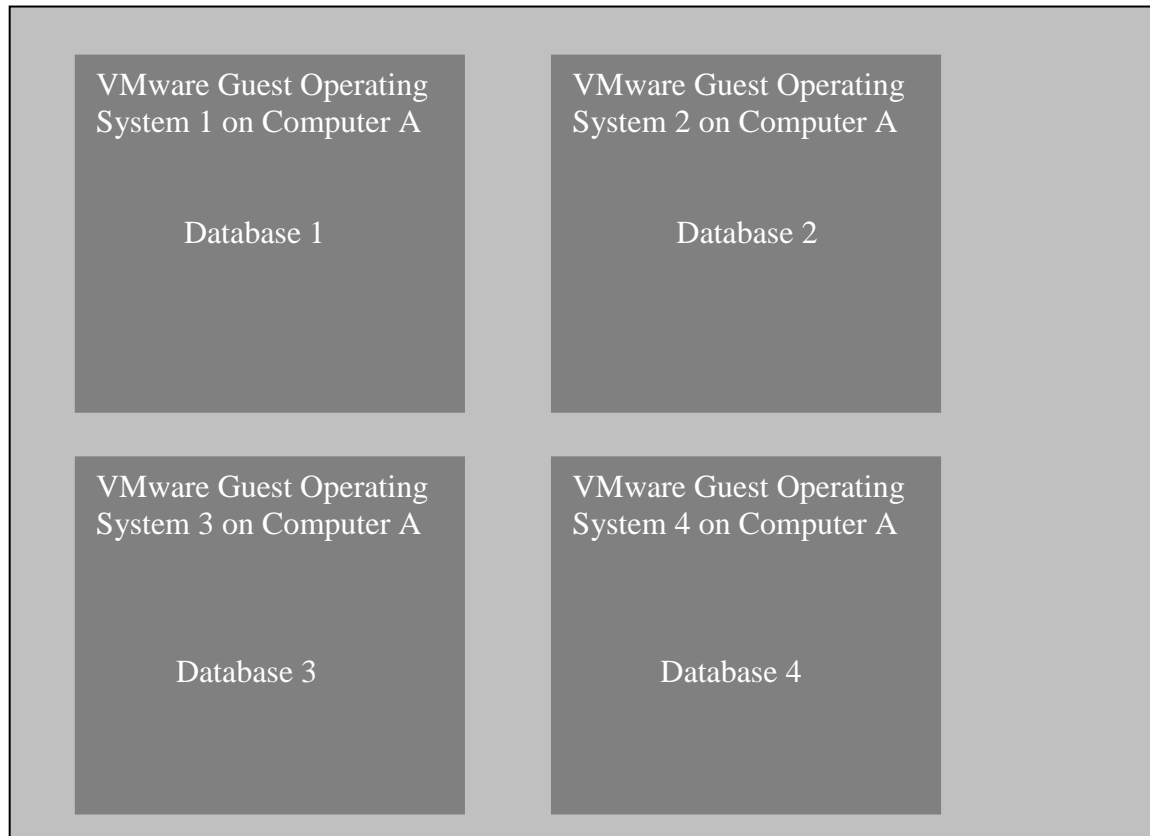 VMware Guest Operating
System 1 on Computer A
Database 1
VMware Guest Operating
System 2 on Computer A
Database 2
VMware Guest Operating
System 3 on Computer A
Database 3
VMware Guest Operating
System 4 on Computer A
Database 4